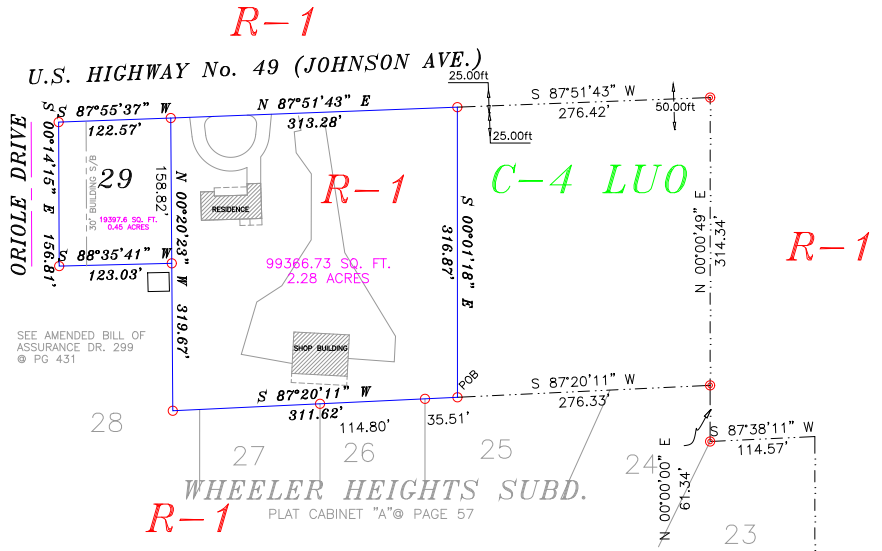 R-1
U.S. HIGHWAY No. 49 (JOHNSON AVE.)
25.00ft
S 87°51'43" W
276.42'
50.00ft
25.00ft
S 87°55'37" W
122.57'
N 87°51'43" E
313.28'
ORIOLE DRIVE
S 00°14'15" E 156.81'
30' BUILDING S/B
29
19397.6 SQ. FT.
0.45 ACRES
158.82'
N 00°20'23" W 319.67'
RESIDENCE
R-1
C-4 LUO
S 00°01'18" E
316.87'
N 00°00'49" E
314.34'
R-1
S 88°35'41" W
123.03'
99366.73 SQ. FT.
2.28 ACRES
SEE AMENDED BILL OF
ASSURANCE DR. 299
@ PG 431
SHOP BUILDING
POB
S 87°20'11" W
311.62'
114.80'
35.51'
S 87°20'11" W
276.33'
28
27
26
25
24
S 87°38'11" W
114.57'
N 00°00'00" E
61.34'
WHEELER HEIGHTS SUBD.
PLAT CABINET "A"@ PAGE 57
R-1
23